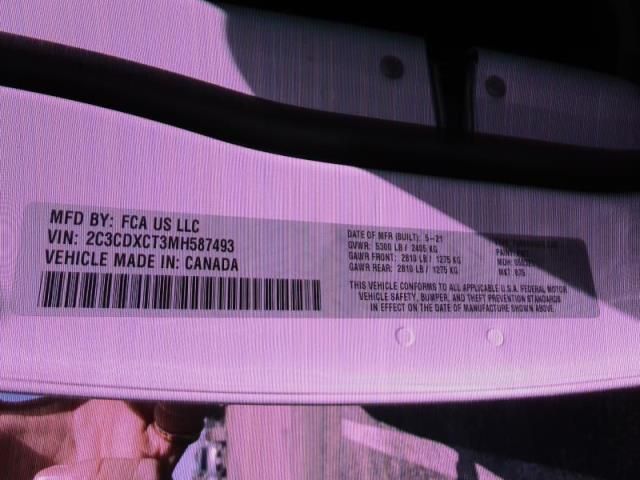 MFD BY: FCA US LLC
VIN: 2C3CDXCT3MH587493
VEHICLE MADE IN: CANADA
DATE OF MFR (BUILT): 5-21
GVWR: 5300 LB / 2405 KG
GAWR FRONT: 2810 LB / 1275 KG
GAWR REAR: 2810 LB / 1275 KG
THIS VEHICLE CONFORMS TO ALL APPLICABLE U.S.A. FEDERAL MOTOR
VEHICLE SAFETY, BUMPER, AND THEFT PREVENTION STANDARDS
IN EFFECT ON THE DATE OF MANUFACTURE SHOWN ABOVE.
MDH:
MKT: